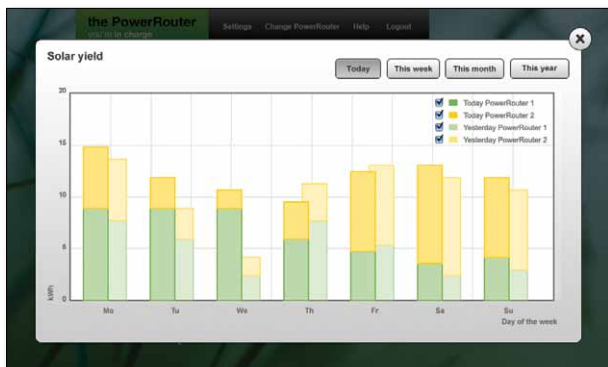 the PowerRouter
you're in charge
Settings Change PowerRouter Help Logout
Solar yield
Today This week This month This year
Today PowerRouter 1
Today PowerRouter 2
Yesterday PowerRouter 1
Yesterday PowerRouter 2
20
15
10
5
0
kWh
Mo Tu We Th Fr Sa Su
Day of the week